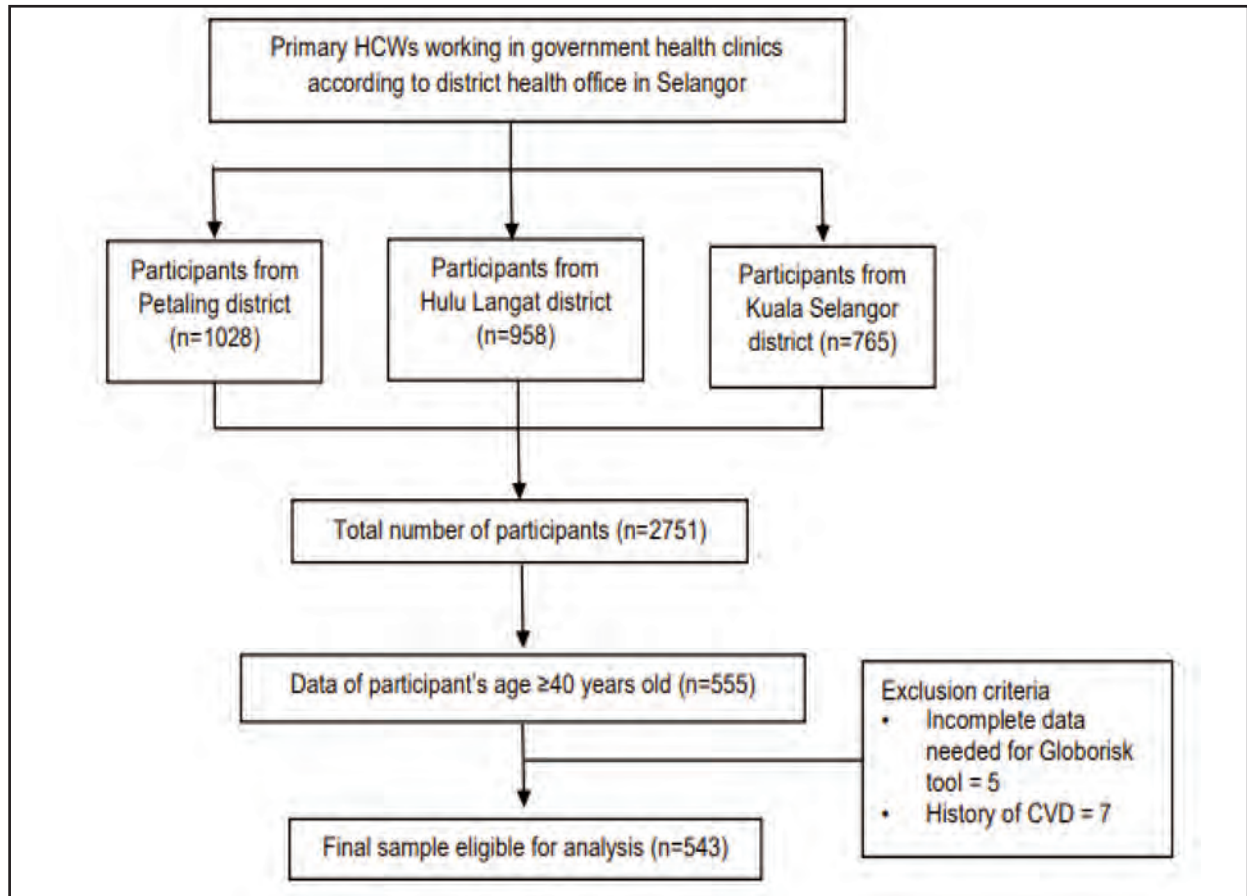 Primary HCWs working in government health clinics
according to district health office in Selangor
Participants from
Petaling district
(n=1028)
Participants from
Hulu Langat district
(n=958)
Participants from
Kuala Selangor
district (n=765)
Total number of participants (n=2751)
Data of participant's age ≥40 years old (n=555)
Exclusion criteria
• Incomplete data
needed for Globorisk
tool = 5
• History of CVD = 7
Final sample eligible for analysis (n=543)